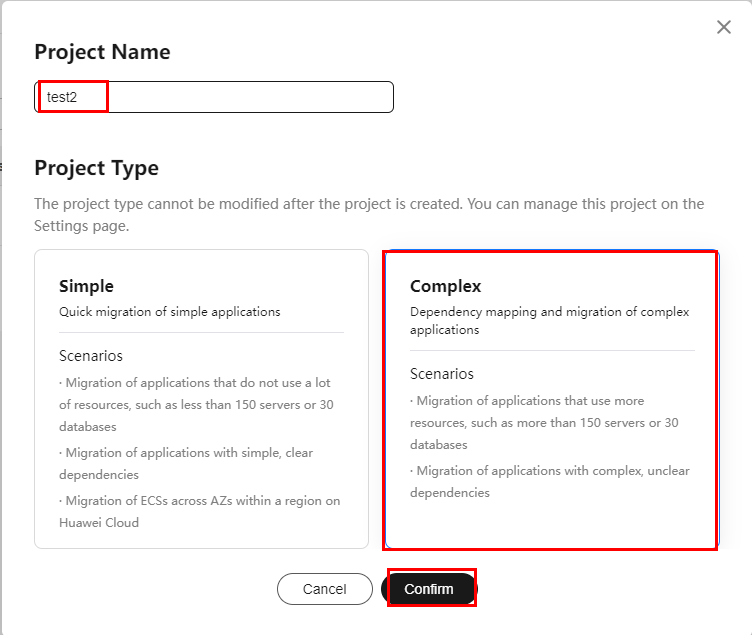 Project Name
test2
Project Type
The project type cannot be modified after the project is created. You can manage this project on the
Settings page.
Simple
Quick migration of simple applications
Scenarios
· Migration of applications that do not use a lot
of resources, such as less than 150 servers or 30
databases
· Migration of applications with simple, clear
dependencies
· Migration of ECSs across AZs within a region on
Huawei Cloud
Complex
Dependency mapping and migration of complex
applications
Scenarios
· Migration of applications that use more
resources, such as more than 150 servers or 30
databases
· Migration of applications with complex, unclear
dependencies
Cancel
Confirm